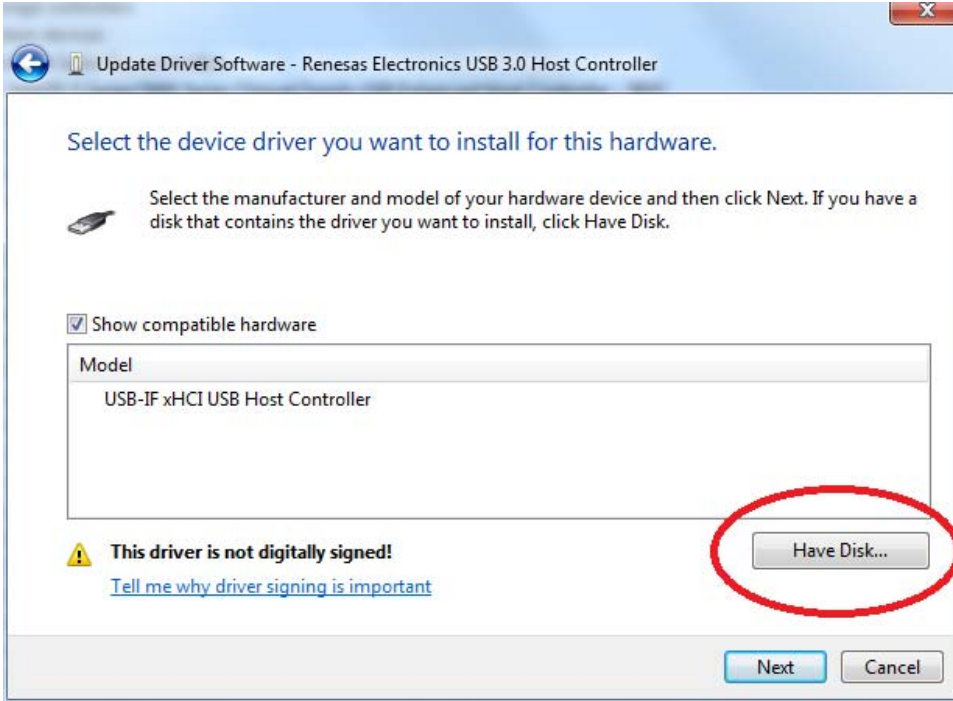 Update Driver Software - Renesas Electronics USB 3.0 Host Controller
Select the device driver you want to install for this hardware.
Select the manufacturer and model of your hardware device and then click Next. If you have a
disk that contains the driver you want to install, click Have Disk.
Show compatible hardware
Model
USB-IF xHCI USB Host Controller
This driver is not digitally signed!
Have Disk...
Tell me why driver signing is important
Next
Cancel